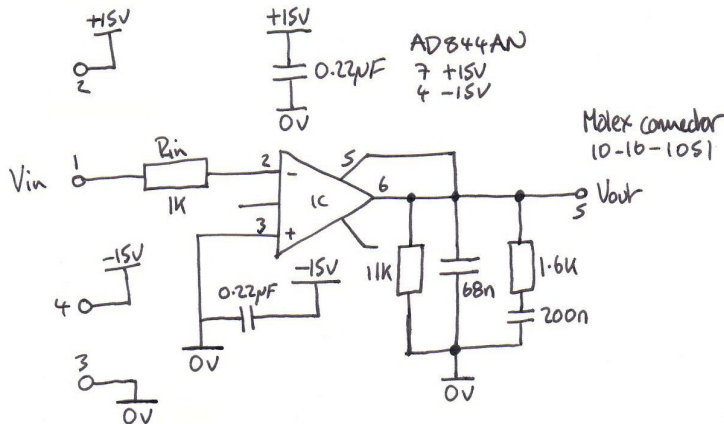 +15V
2
+15V
0.22µF
0V
AD844AN
7 +15V
4 -15V
Molex connector
10-10-1051
Vin
1
Rin
1K
2
-
3
+
IC
5
6
Vout
5
11K
68n
1.6K
200n
0V
-15V
4
0.22µF
-15V
0V
3
0V